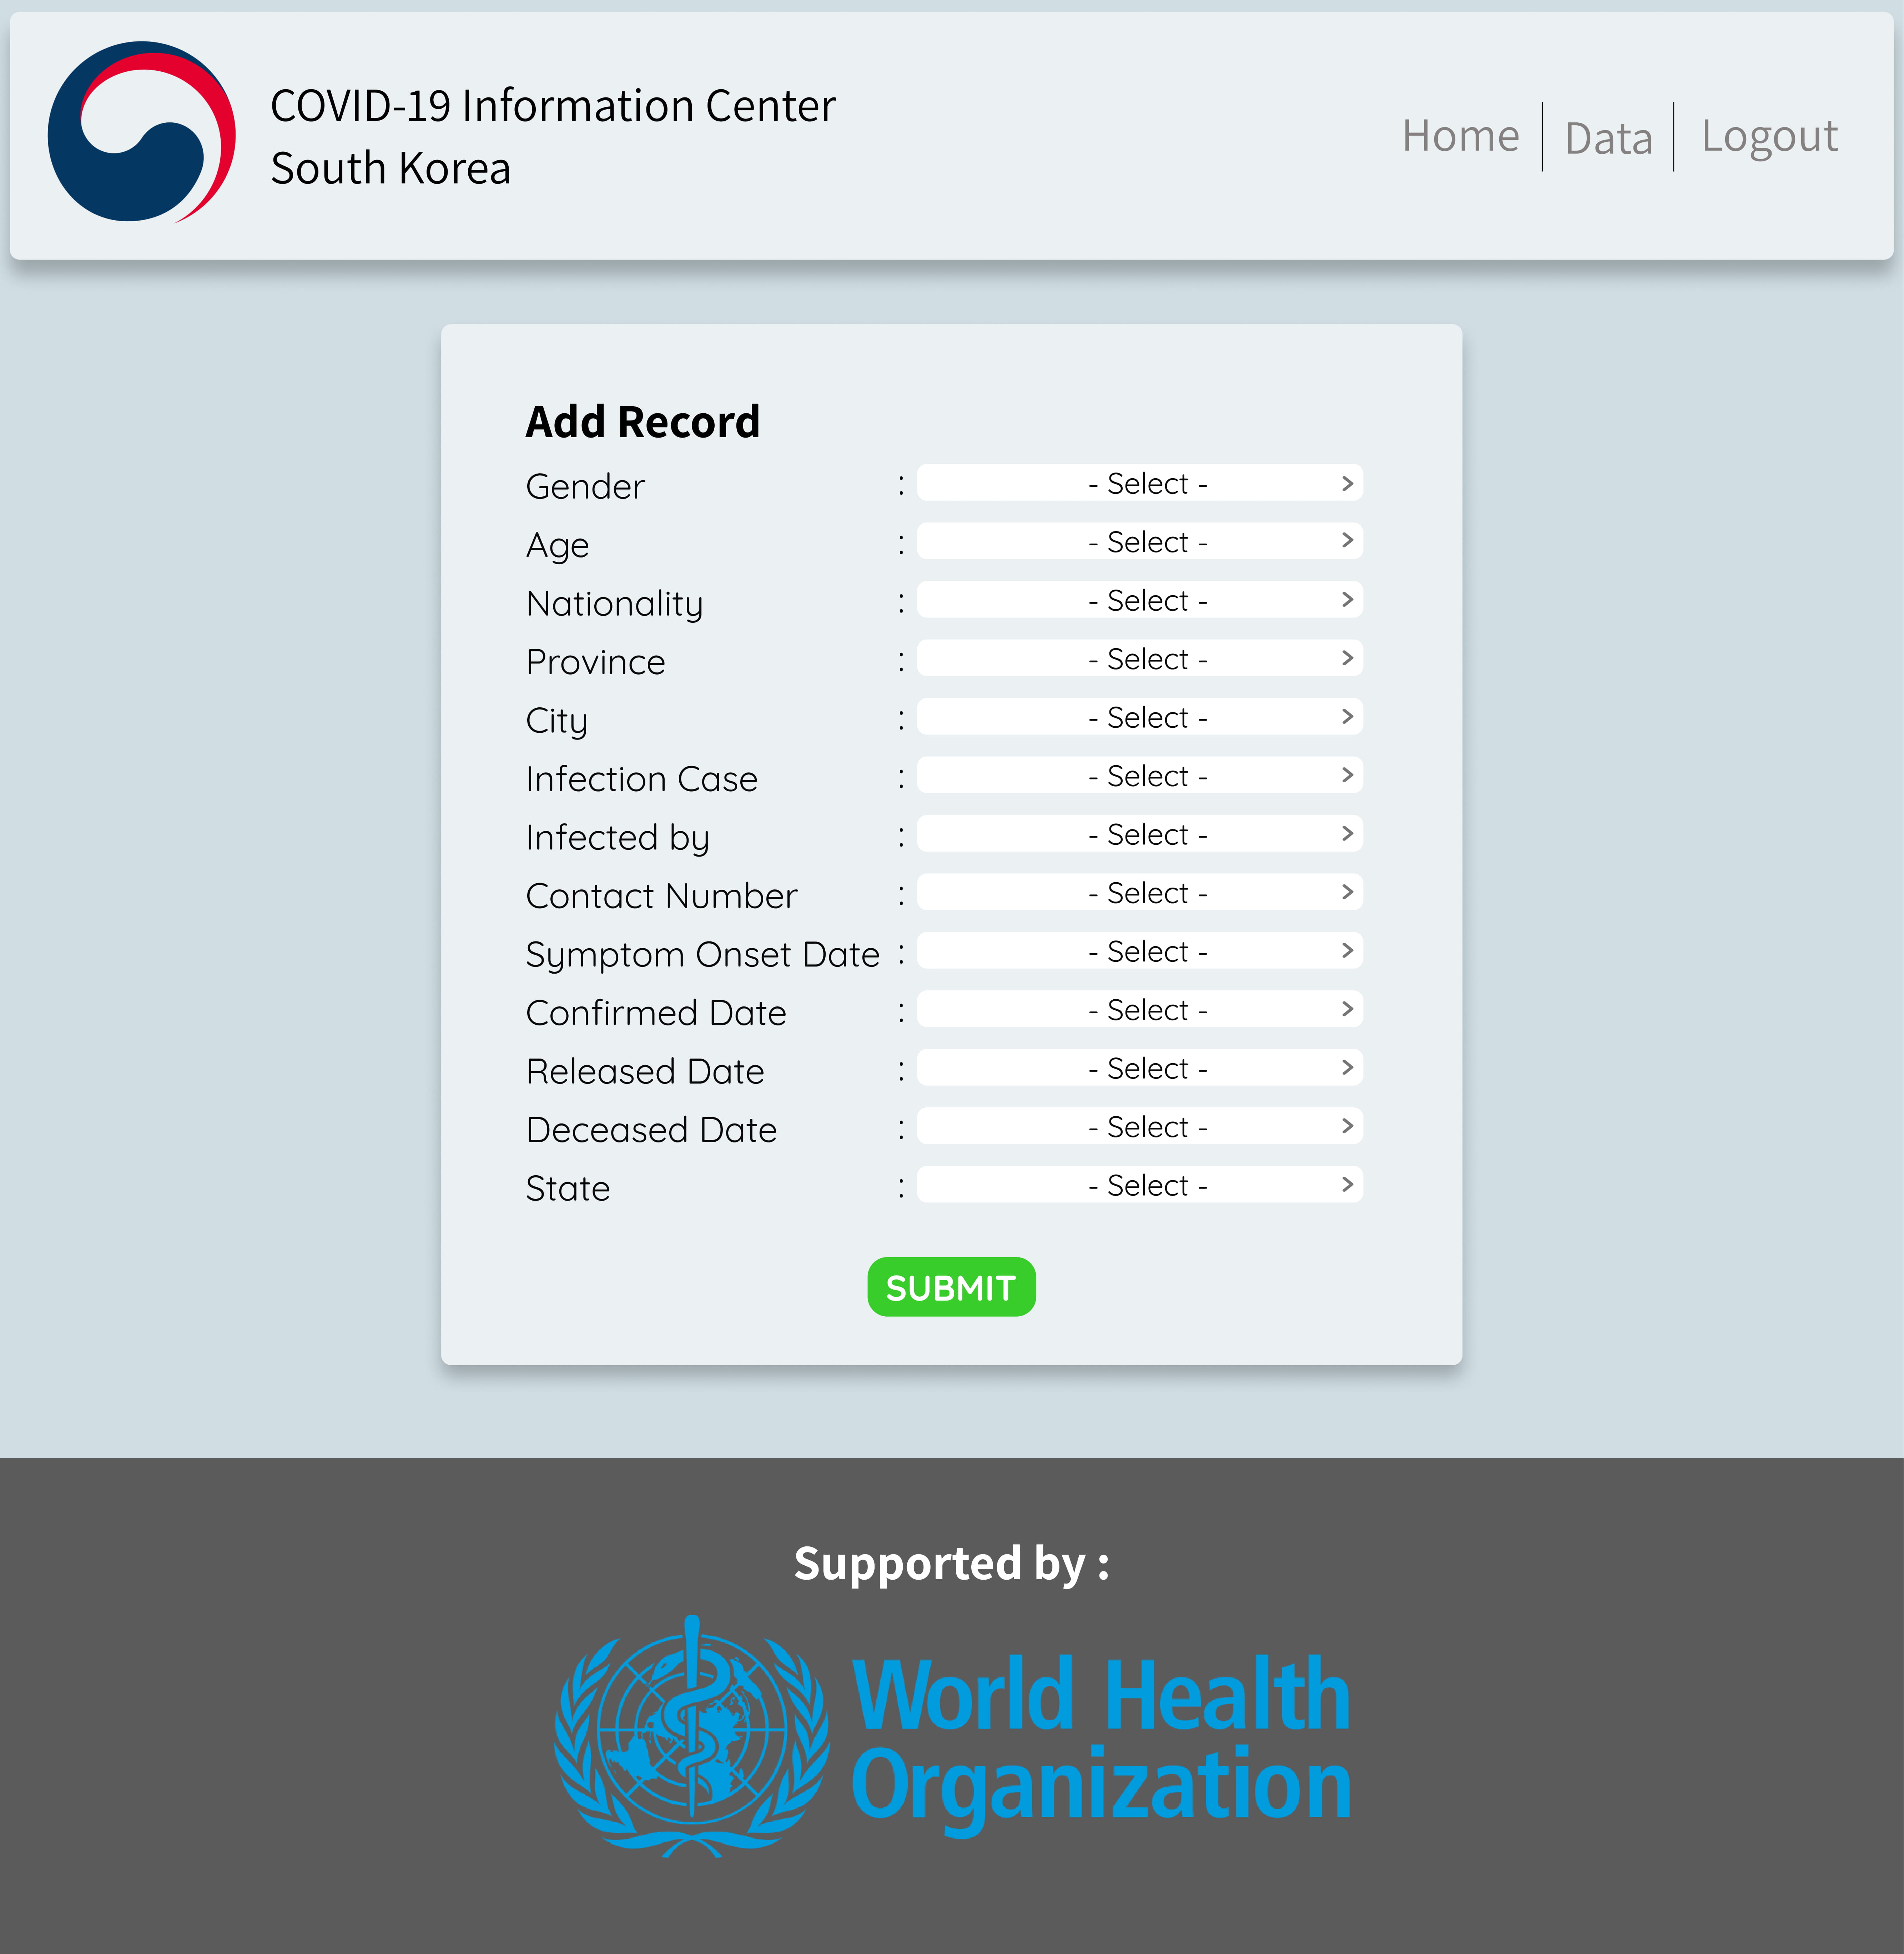 COVID-19 Information Center
South Korea
Home Data Logout
Add Record
Gender : - Select - >
Age : - Select - >
Nationality : - Select - >
Province : - Select - >
City : - Select - >
Infection Case : - Select - >
Infected by : - Select - >
Contact Number : - Select - >
Symptom Onset Date : - Select - >
Confirmed Date : - Select - >
Released Date : - Select - >
Deceased Date : - Select - >
State : - Select - >
SUBMIT
Supported by :
World Health
Organization